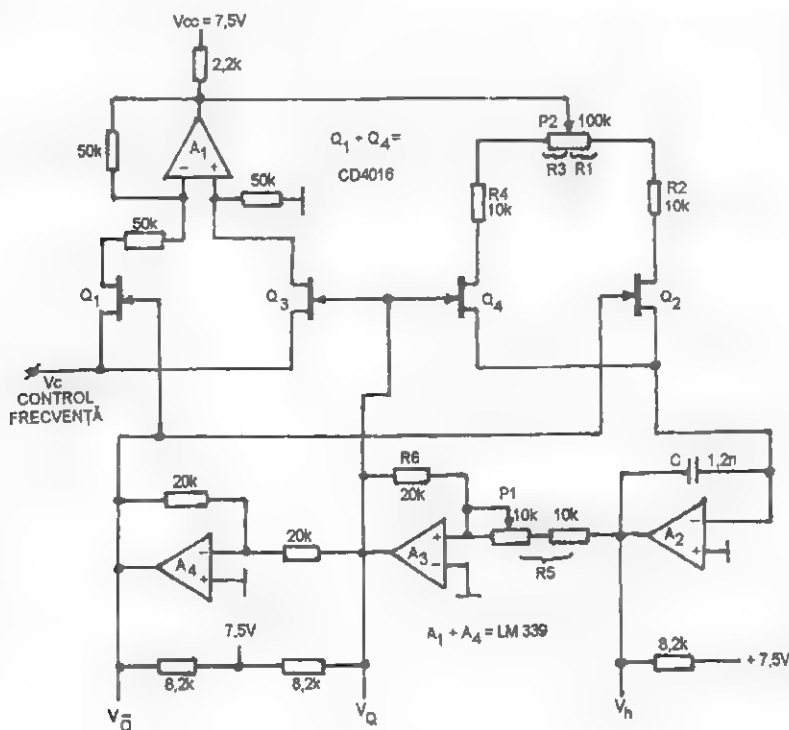 Vcc = 7,5V
2,2k
A1
50k
- +
50k
50k
Q1 ÷ Q4 =
CD4016
P2 100k
R3 R1
R4
10k
R2
10k
Q1
Q3
Q4
Q2
Vc
CONTROL
FRECVENȚĂ
20k
R6
20k
P1
10k
10k
R5
C 1,2n
A4
- +
20k
A3
+ -
A2
- +
7,5V
A1 ÷ A4 = LM 339
8,2k
8,2k
8,2k
+ 7,5V
VQ̅
VQ
Vh